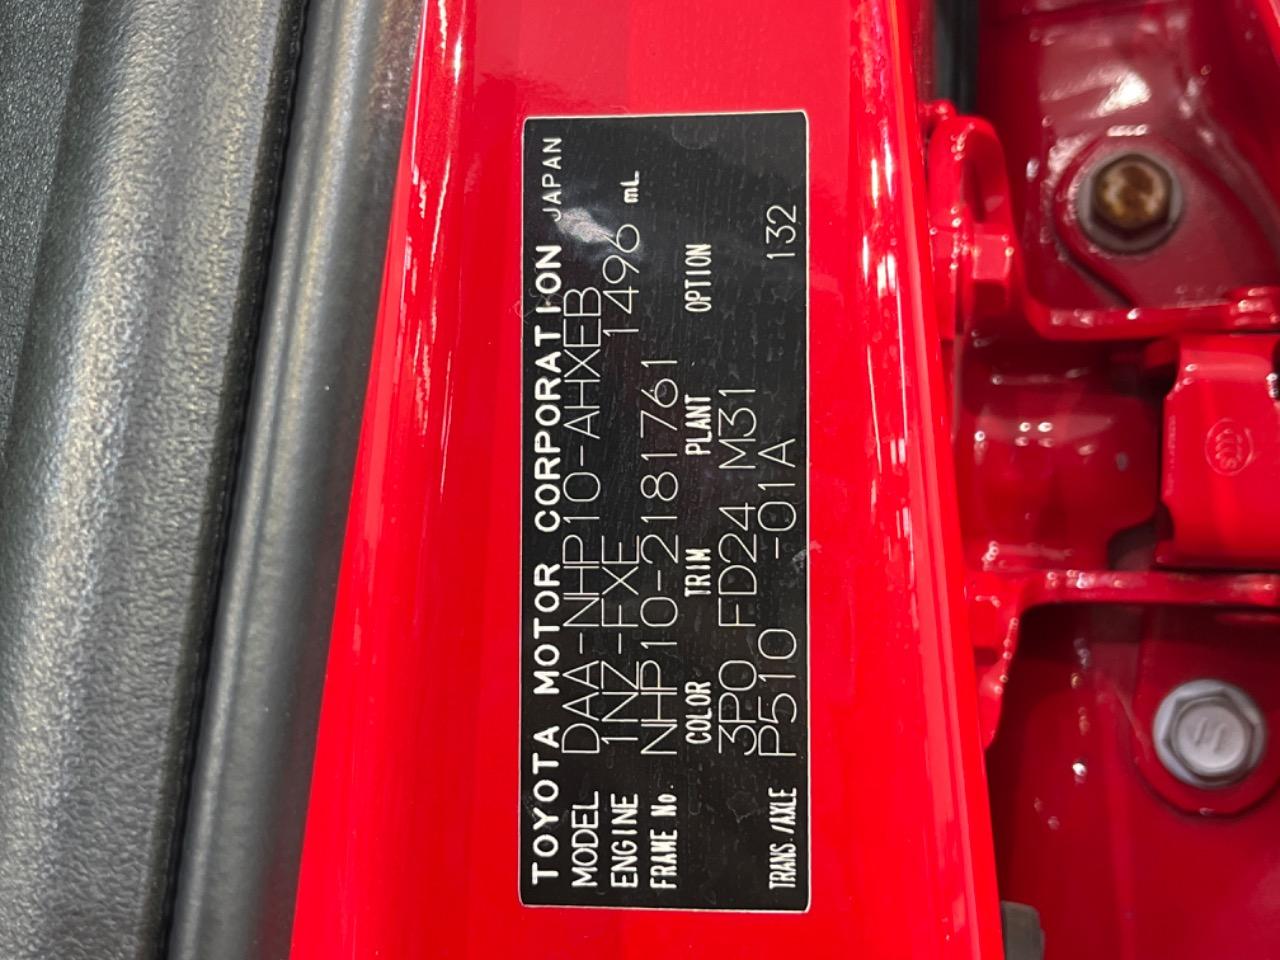 TOYOTA MOTOR CORPORATION JAPAN
MODEL DAA-NHP10-AHXEB
ENGINE 1NZ-FXE 1496 mL
FRAME No. NHP10-2181761
COLOR TRIM PLANT OPTION
3P0 FD24 M31
TRANS./AXLE P510 -01A 132